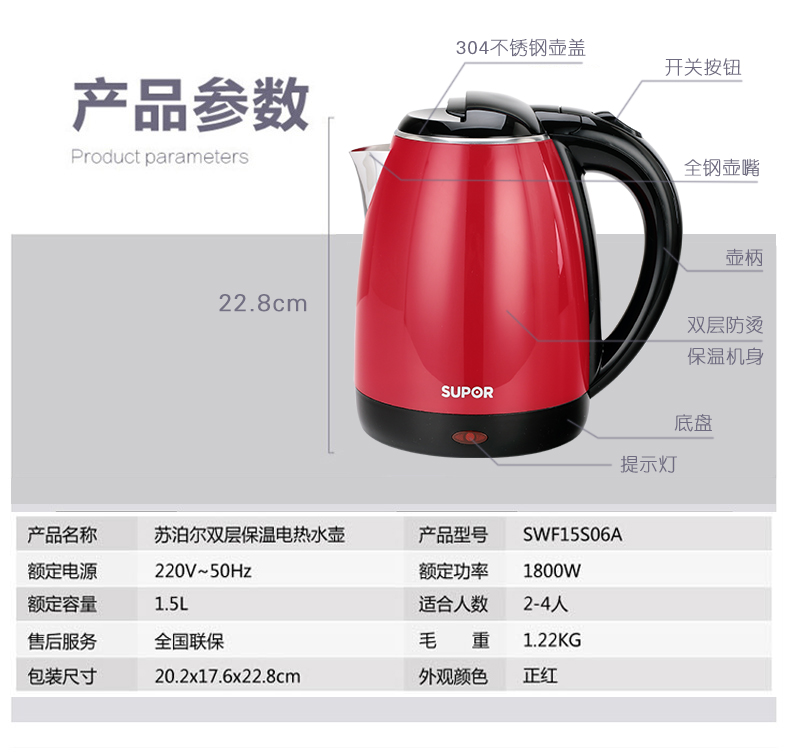 产品参数
Product parameters
304不锈钢壶盖
开关按钮
全钢壶嘴
壶柄
22.8cm
双层防烫
保温机身
SUPOR
底盘
提示灯
产品名称 苏泊尔双层保温电热水壶 产品型号 SWF15S06A
额定电源 220V~50Hz 额定功率 1800W
额定容量 1.5L 适合人数 2-4人
售后服务 全国联保 毛 重 1.22KG
包装尺寸 20.2x17.6x22.8cm 外观颜色 正红